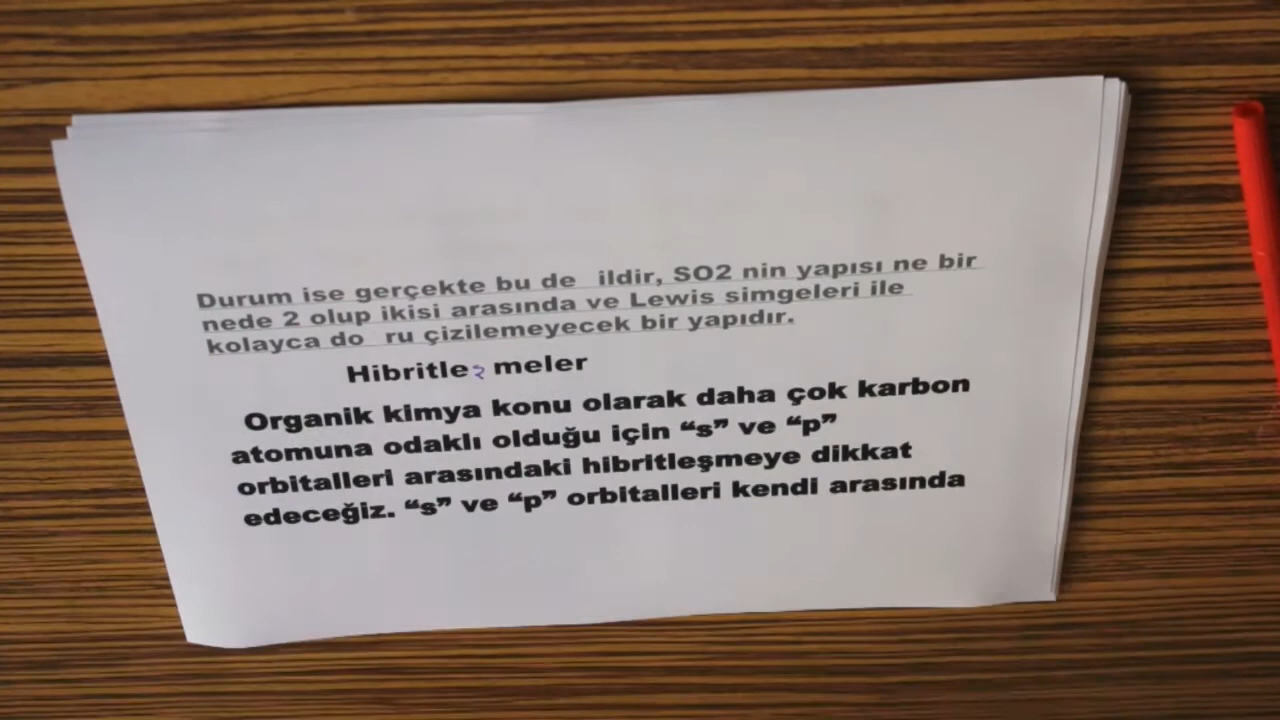 Durum ise gerçekte bu de ildir, SO2 nin yapısı ne bir
nede 2 olup ikisi arasında ve Lewis simgeleri ile
kolayca do ru çizilemeyecek bir yapıdır.
Hibritle meler
Organik kimya konu olarak daha çok karbon
atomuna odaklı olduğu için “s” ve “p”
orbitalleri arasındaki hibritleşmeye dikkat
edeceğiz. “s” ve “p” orbitalleri kendi arasında